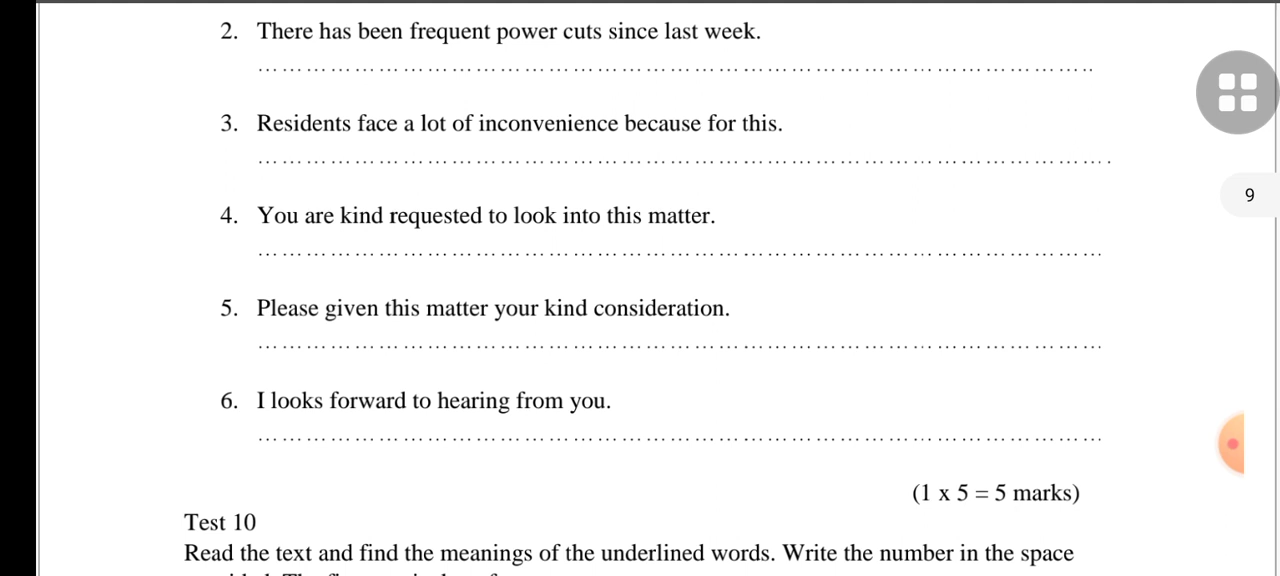 2. There has been frequent power cuts since last week.
………………………………………………………………………………………………..
3. Residents face a lot of inconvenience because for this.
…………………………………………………………………………………………………. .
4. You are kind requested to look into this matter.
…………………………………………………………………………………………………
5. Please given this matter your kind consideration.
…………………………………………………………………………………………………
6. I looks forward to hearing from you.
…………………………………………………………………………………………………
(1 x 5 = 5 marks)
Test 10
Read the text and find the meanings of the underlined words. Write the number in the space
9